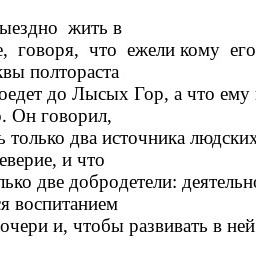 ыездно жить в
е, говоря, что ежели кому его
квы полтораста
оедет до Лысых Гор, а что ему
. Он говорил,
ь только два источника людских
еверие, и что
лько две добродетели: деятельно
я воспитанием
очери и, чтобы развивать в ней